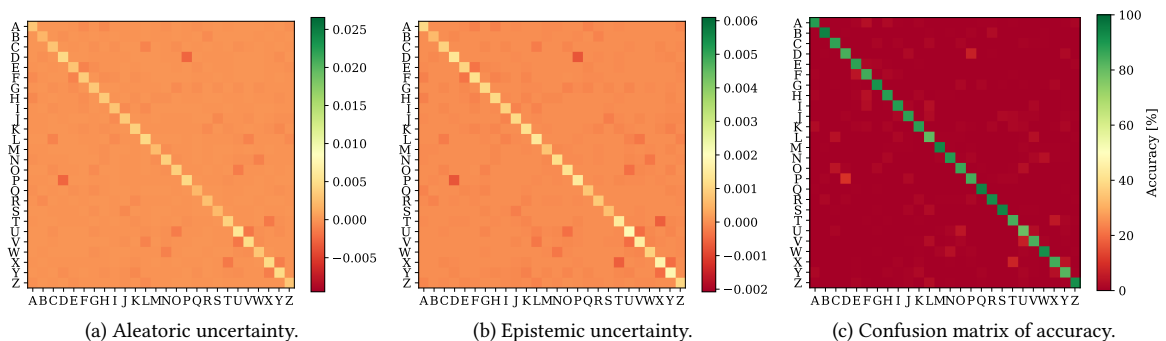 A
B
C
D
E
F
G
H
I
J
K
L
M
N
O
P
Q
R
S
T
U
V
W
X
Y
Z
A B C D E F G H I J K L M N O P Q R S T U V W X Y Z
0.025
0.020
0.015
0.010
0.005
0.000
−0.005
(a) Aleatoric uncertainty.
A
B
C
D
E
F
G
H
I
J
K
L
M
N
O
P
Q
R
S
T
U
V
W
X
Y
Z
A B C D E F G H I J K L M N O P Q R S T U V W X Y Z
0.006
0.005
0.004
0.003
0.002
0.001
0.000
−0.001
−0.002
(b) Epistemic uncertainty.
A
B
C
D
E
F
G
H
I
J
K
L
M
N
O
P
Q
R
S
T
U
V
W
X
Y
Z
A B C D E F G H I J K L M N O P Q R S T U V W X Y Z
100
80
60
40
20
0
Accuracy [%]
(c) Confusion matrix of accuracy.